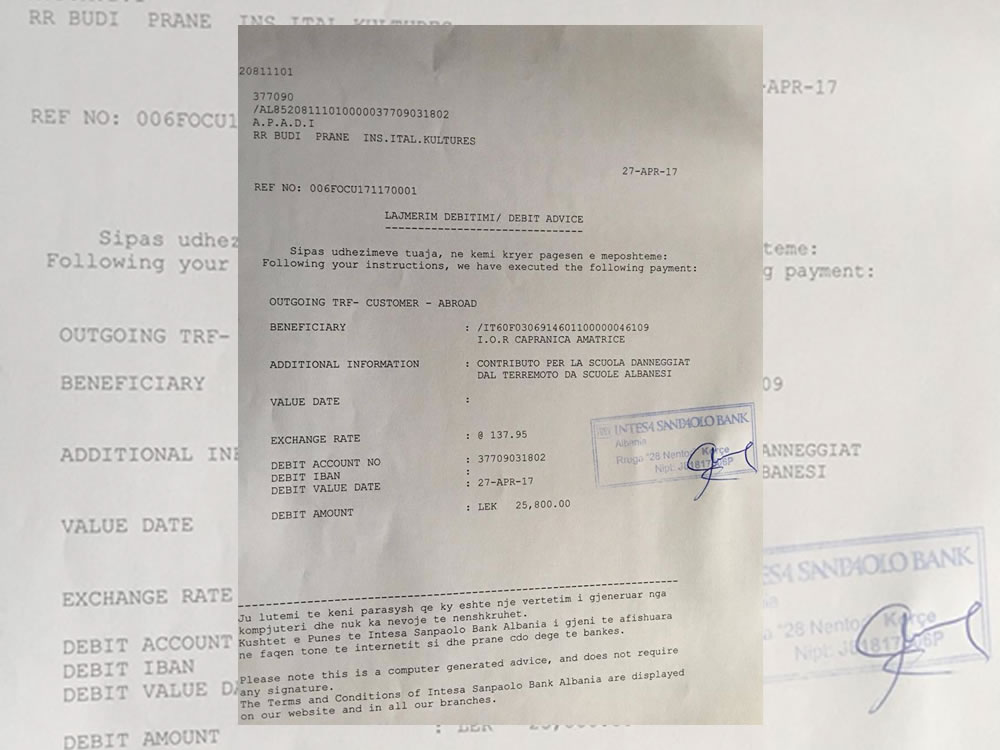 20811101
377090
/AL85208111010000037709031802
A.P.A.D.I
RR BUDI PRANE INS.ITAL.KULTURES
27-APR-17
REF NO: 006FOCU171170001
LAJMERIM DEBITIMI/ DEBIT ADVICE
Sipas udhezimeve tuaja, ne kemi kryer pagesen e meposhteme:
Following your instructions, we have executed the following payment:
OUTGOING TRF- CUSTOMER - ABROAD
BENEFICIARY : /IT60F0306914601100000046109
I.O.R CAPRANICA AMATRICE
ADDITIONAL INFORMATION : CONTRIBUTO PER LA SCUOLA DANNEGGIAT
DAL TERREMOTO DA SCUOLE ALBANESI
VALUE DATE :
EXCHANGE RATE : @ 137.95
DEBIT ACCOUNT NO : 37709031802
DEBIT IBAN :
DEBIT VALUE DATE : 27-APR-17
DEBIT AMOUNT : LEK 25,800.00
INTESA SANPAOLO BANK
Albania
Rruga "28 Nentori" Korçe
Nipt:
Ju lutemi te keni parasysh qe ky eshte nje vertetim i gjeneruar nga
kompjuteri dhe nuk ka nevoje te nenshkruhet.
Kushtet e Punes te Intesa Sanpaolo Bank Albania i gjeni te afishuara
ne faqen tone te internetit si dhe prane cdo dege te bankes.
Please note this is a computer generated advice, and does not require
any signature.
The Terms and Conditions of Intesa Sanpaolo Bank Albania are displayed
on our website and in all our branches.